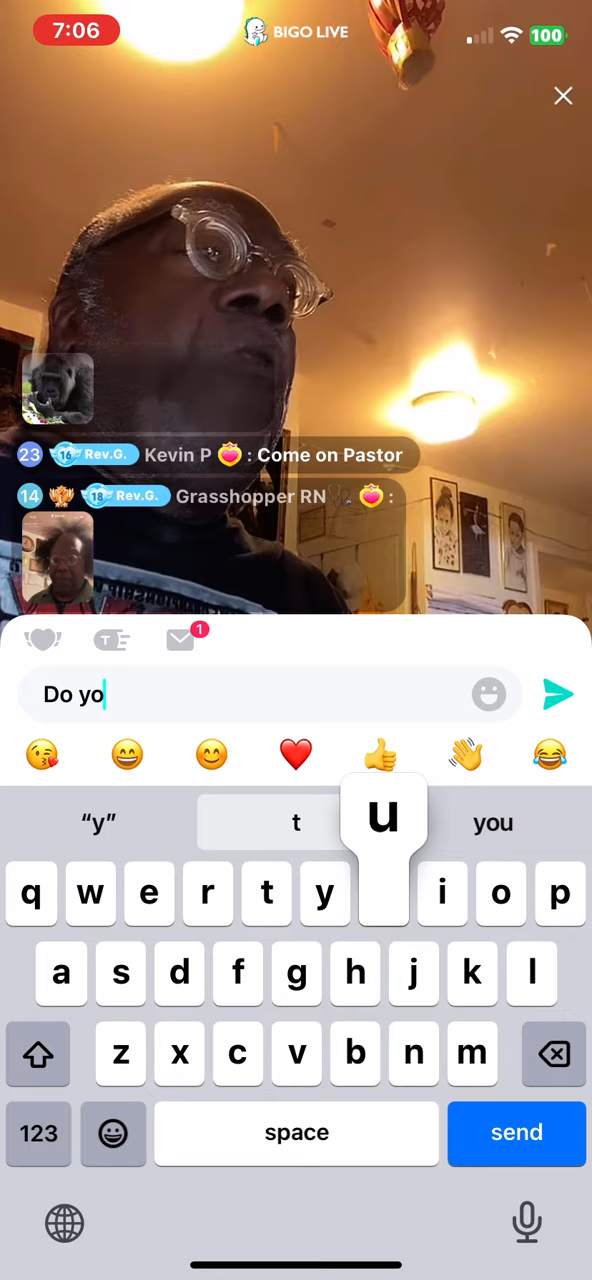 7:06
BIGO LIVE
100
23 16 Rev.G. Kevin P : Come on Pastor
14 18 Rev.G. Grasshopper RN :
T
1
Do yo
“y” t you
u
q w e r t y i o p
a s d f g h j k l
z x c v b n m
123 space send